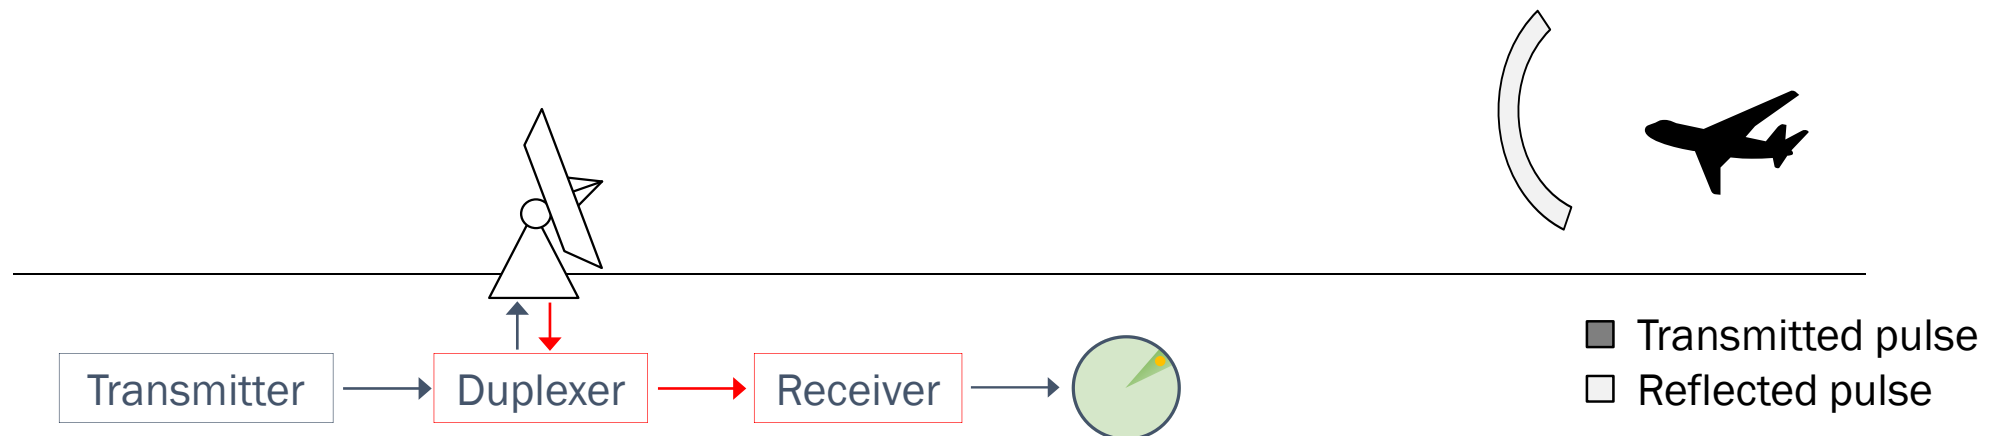 Transmitter
Duplexer
Receiver
Transmitted pulse
Reflected pulse